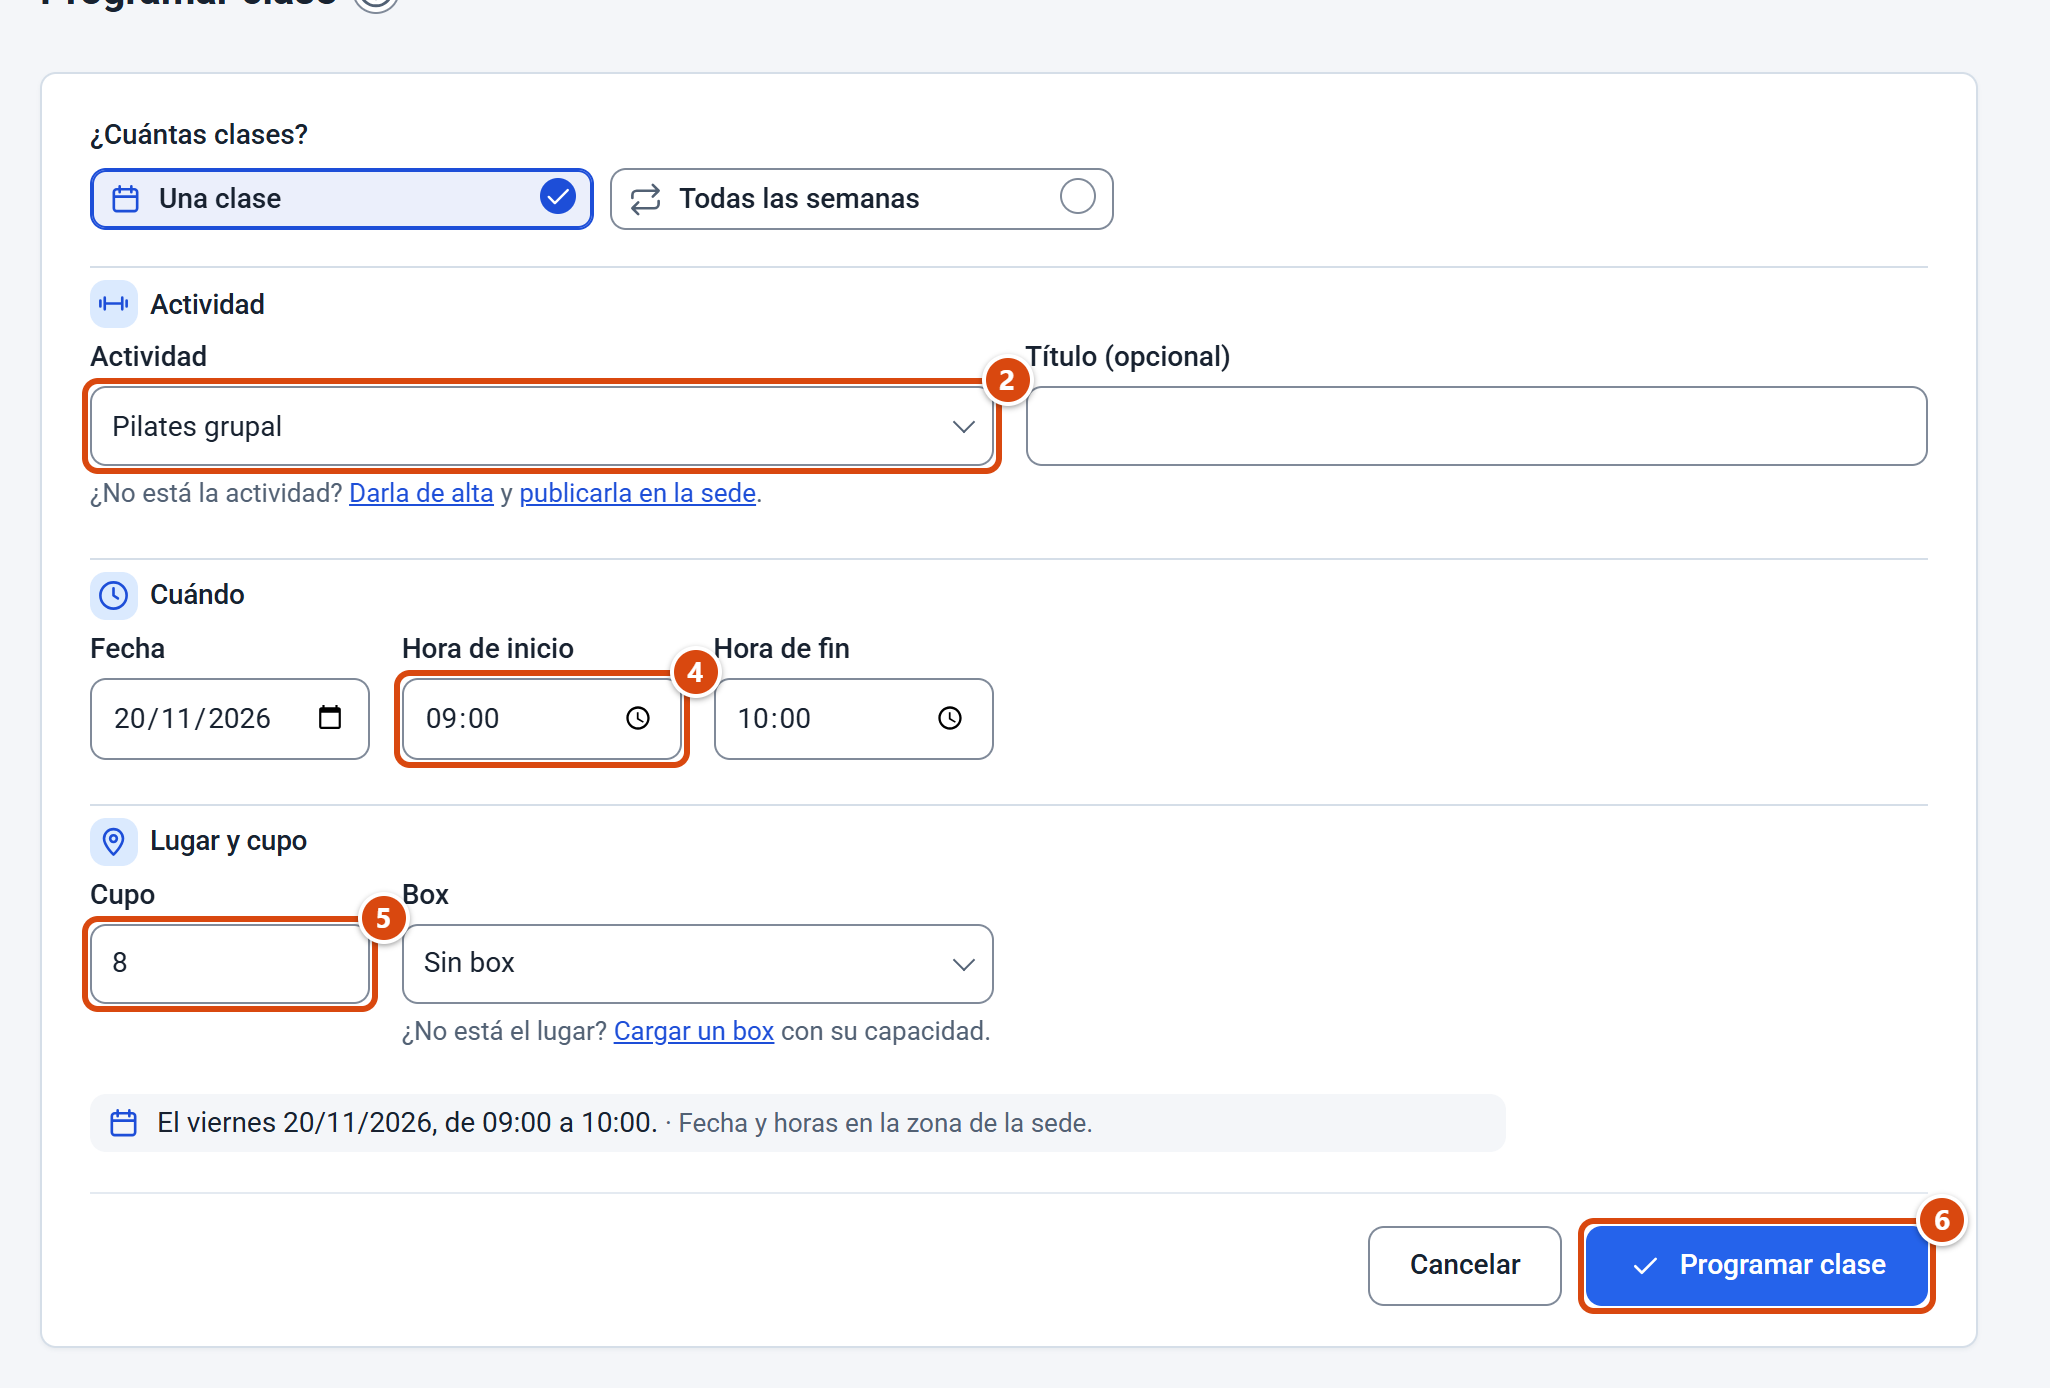 Programar clase
¿Cuántas clases?
Una clase
Todas las semanas
Actividad
Actividad
2
Título (opcional)
Pilates grupal
¿No está la actividad? Darla de alta y publicarla en la sede.
Cuándo
Fecha
Hora de inicio
4
Hora de fin
20/11/2026
09:00
10:00
Lugar y cupo
Cupo
5
Box
8
Sin box
¿No está el lugar? Cargar un box con su capacidad.
El viernes 20/11/2026, de 09:00 a 10:00. · Fecha y horas en la zona de la sede.
6
Cancelar
Programar clase